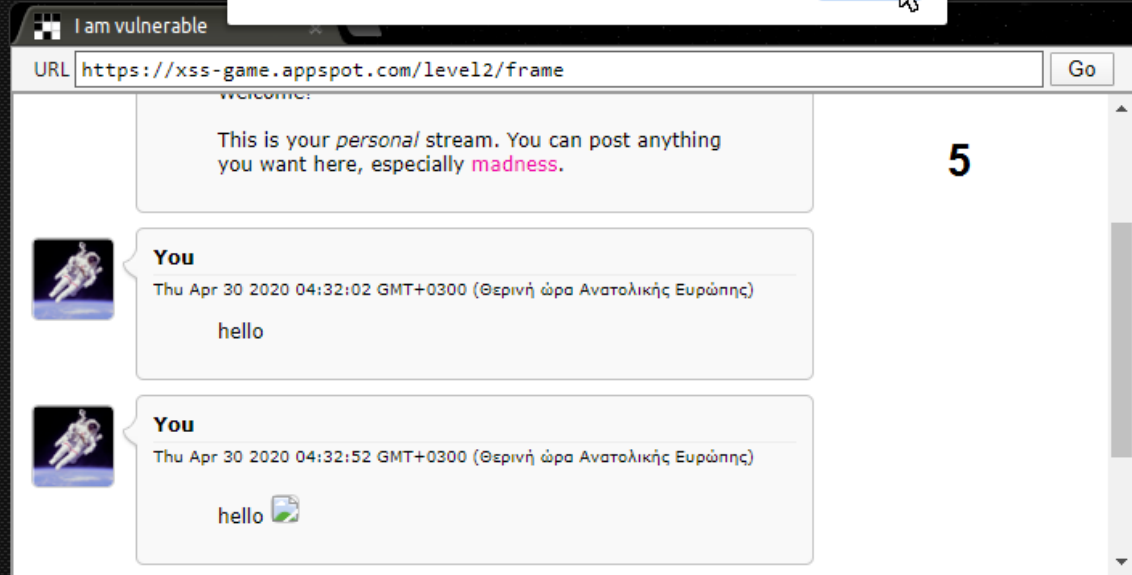 I am vulnerable
URL https://xss-game.appspot.com/level2/frame Go
welcome!
This is your personal stream. You can post anything
you want here, especially madness.
5
You
Thu Apr 30 2020 04:32:02 GMT+0300 (Θερινή ώρα Ανατολικής Ευρώπης)
hello
You
Thu Apr 30 2020 04:32:52 GMT+0300 (Θερινή ώρα Ανατολικής Ευρώπης)
hello